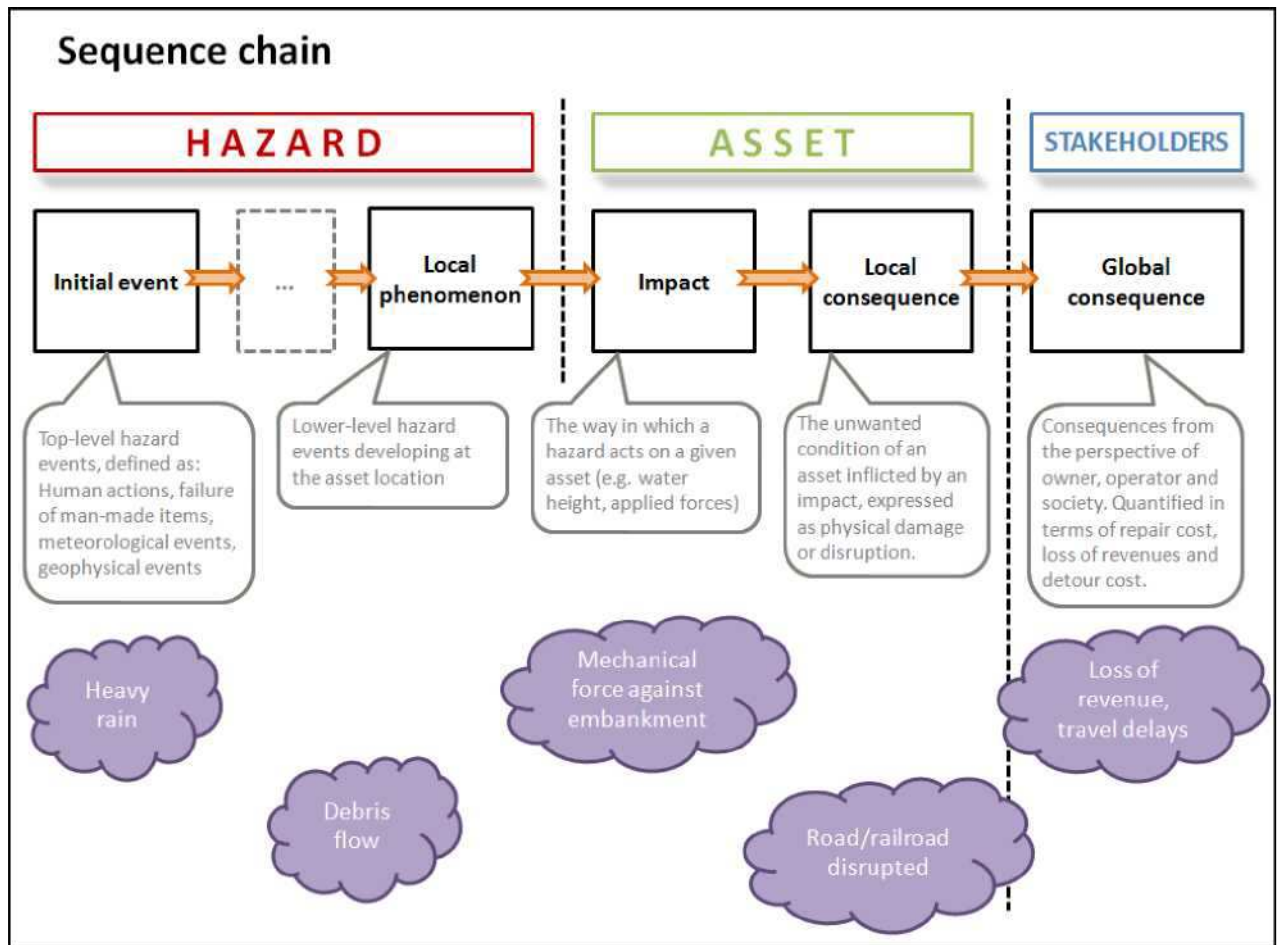 Sequence chain
HAZARD
ASSET
STAKEHOLDERS
Initial event
...
Local
phenomenon
Impact
Local
consequence
Global
consequence
Top-level hazard
events, defined as:
Human actions, failure
of man-made items,
meteorological events,
geophysical events
Lower-level hazard
events developing at
the asset location
The way in which a
hazard acts on a given
asset (e.g. water
height, applied forces)
The unwanted
condition of an
asset inflicted by an
impact, expressed
as physical damage
or disruption.
Consequences from
the perspective of
owner, operator and
society. Quantified in
terms of repair cost,
loss of revenues and
detour cost.
Heavy
rain
Debris
flow
Mechanical
force against
embankment
Road/railroad
disrupted
Loss of
revenue,
travel delays